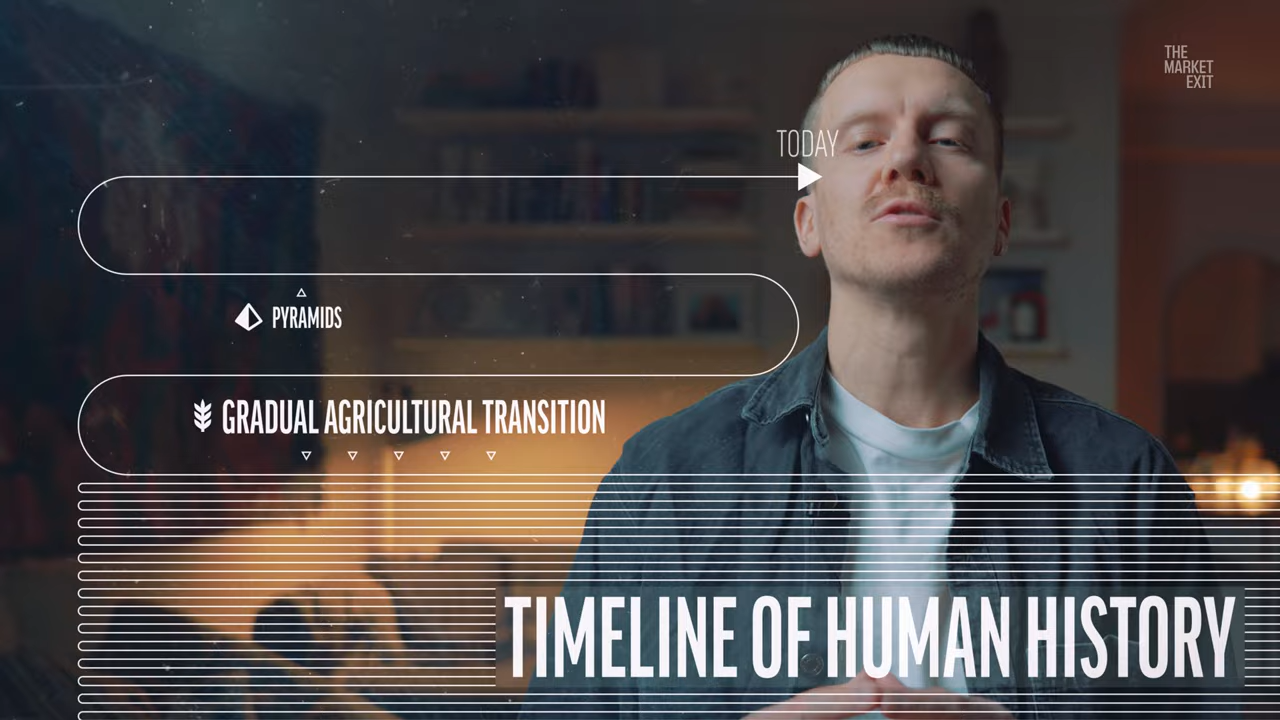 THE
MARKET
EXIT
TODAY
PYRAMIDS
GRADUAL AGRICULTURAL TRANSITION
TIMELINE OF HUMAN HISTORY